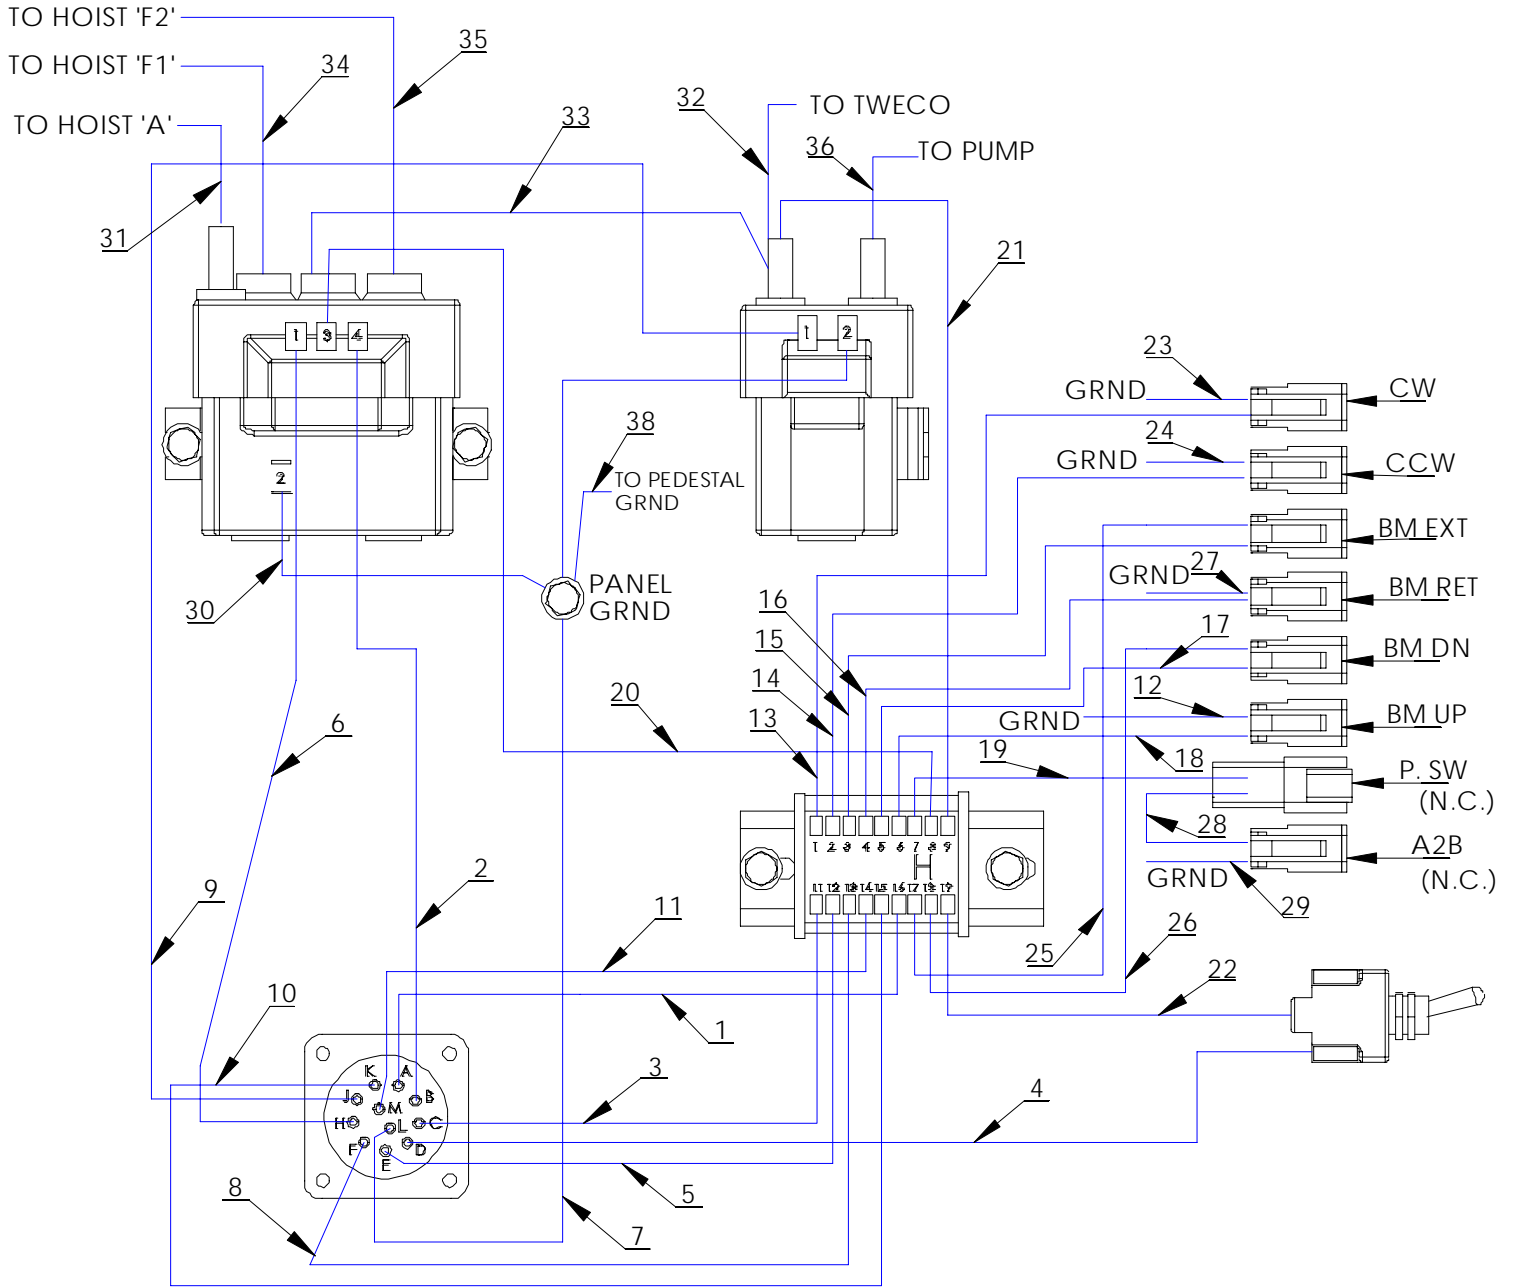 TO HOIST 'F2'
35
TO HOIST 'F1'
34
TO HOIST 'A'
33
32
TO TWECO
36
TO PUMP
31
21
1
3
4
1
2
23
GRND
CW
24
GRND
CCW
38
TO PEDESTAL
GRND
2
BM EXT
30
PANEL
GRND
16
GRND
27
BM RET
15
17
BM DN
14
20
13
12
GRND
BM UP
6
18
19
P. SW
(N.C.)
28
A2B
(N.C.)
GRND
29
1 2 3 4 5 6 7 8 9
H
11 12 13 14 15 16 17 18 19
9
2
11
25
26
22
10
1
3
4
K
A
J
B
M
H
L
C
F
D
E
8
5
7